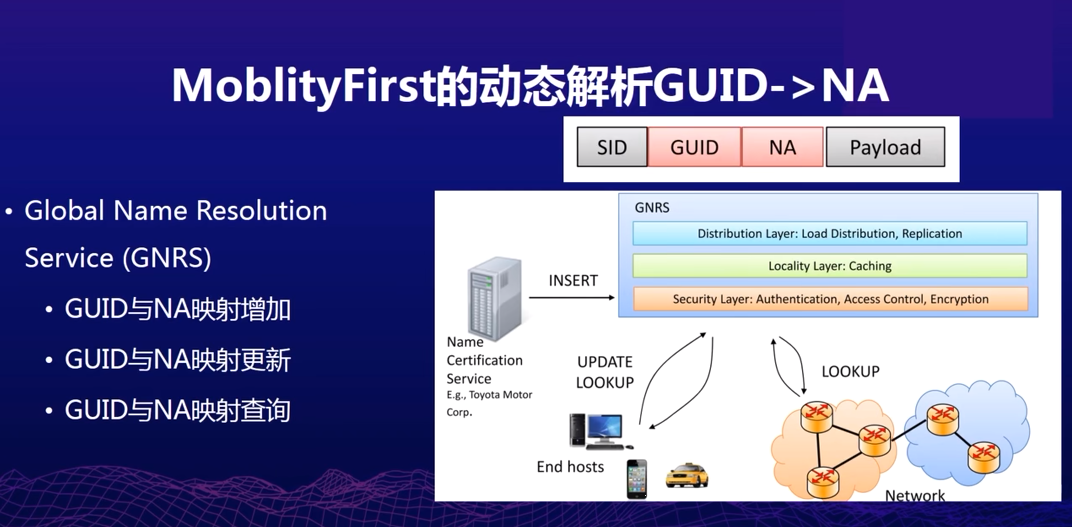 MoblityFirst的动态解析GUID->NA
SID GUID NA Payload
• Global Name Resolution
Service (GNRS)
• GUID与NA映射增加
• GUID与NA映射更新
• GUID与NA映射查询
GNRS
Distribution Layer: Load Distribution, Replication
Locality Layer: Caching
Security Layer: Authentication, Access Control, Encryption
INSERT
Name
Certification
Service
E.g., Toyota Motor
Corp.
UPDATE
LOOKUP
LOOKUP
End hosts
Network